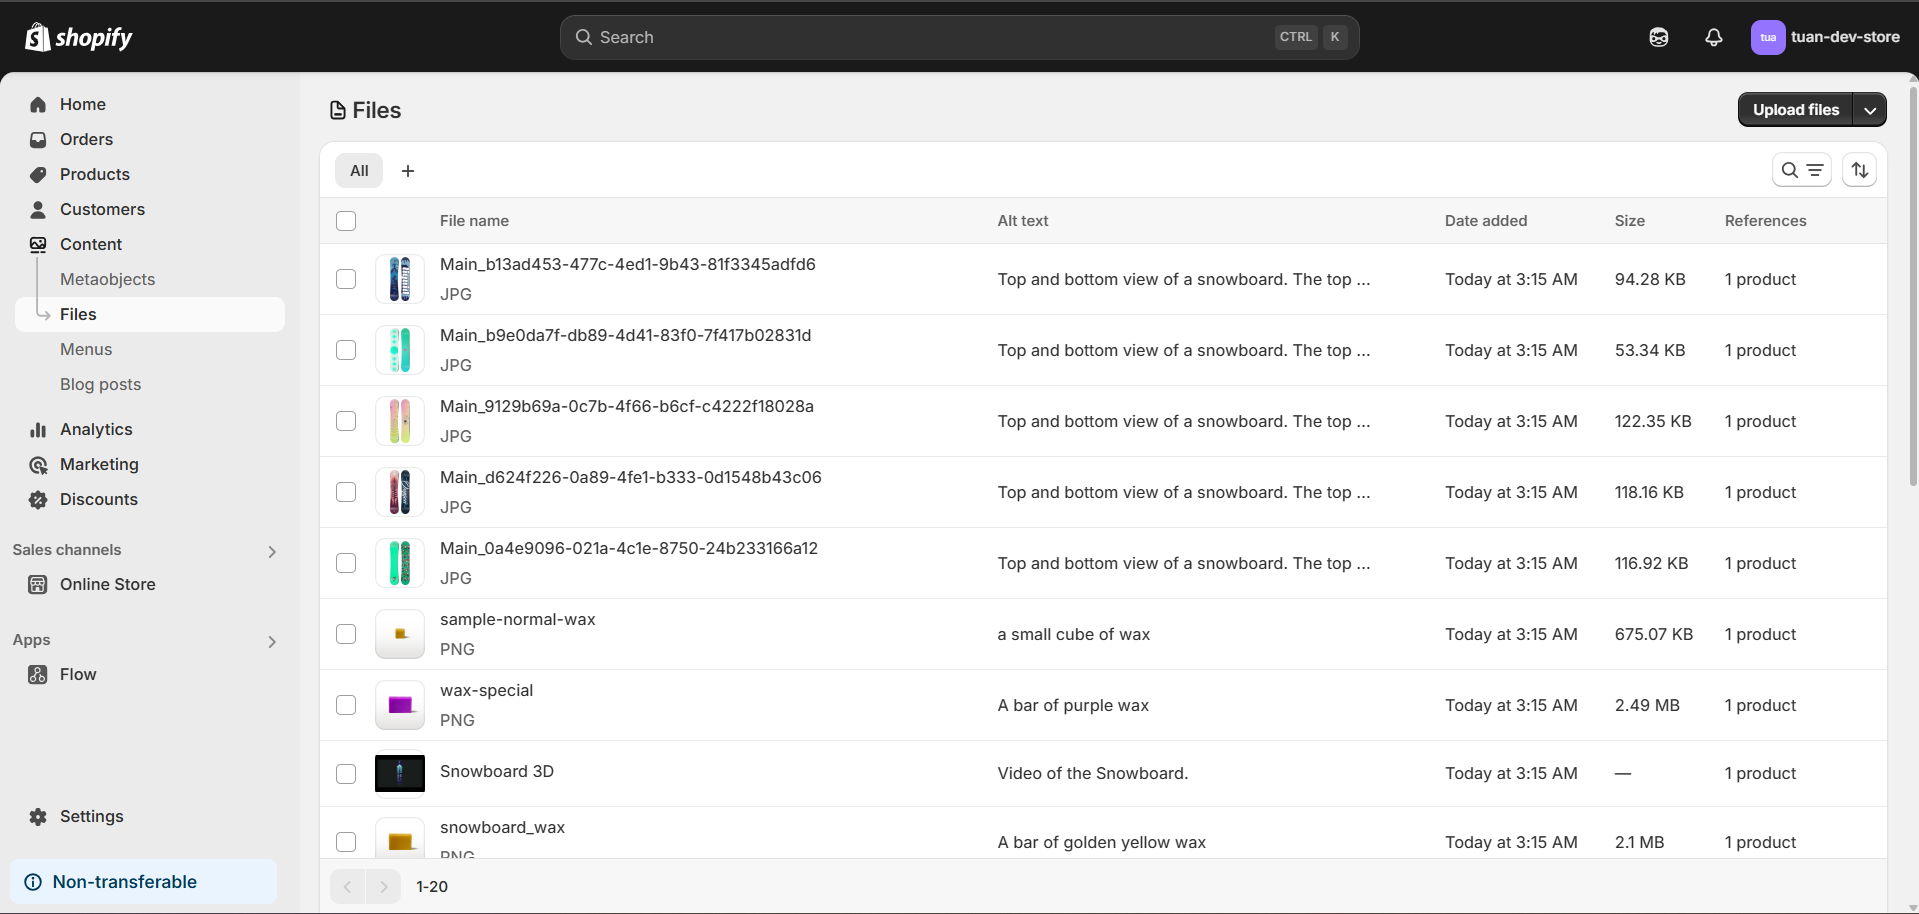 shopify
Search
CTRL K
tua
tuan-dev-store
Home
Orders
Products
Customers
Content
Metaobjects
Files
Menus
Blog posts
Analytics
Marketing
Discounts
Sales channels
Online Store
Apps
Flow
Settings
Non-transferable
Files
Upload files
All
File name Alt text Date added Size References
Main_b13ad453-477c-4ed1-9b43-81f3345adfd6
JPG
Top and bottom view of a snowboard. The top ... Today at 3:15 AM 94.28 KB 1 product
Main_b9e0da7f-db89-4d41-83f0-7f417b02831d
JPG
Top and bottom view of a snowboard. The top ... Today at 3:15 AM 53.34 KB 1 product
Main_9129b69a-0c7b-4f66-b6cf-c4222f18028a
JPG
Top and bottom view of a snowboard. The top ... Today at 3:15 AM 122.35 KB 1 product
Main_d624f226-0a89-4fe1-b333-0d1548b43c06
JPG
Top and bottom view of a snowboard. The top ... Today at 3:15 AM 118.16 KB 1 product
Main_0a4e9096-021a-4c1e-8750-24b233166a12
JPG
Top and bottom view of a snowboard. The top ... Today at 3:15 AM 116.92 KB 1 product
sample-normal-wax
PNG
a small cube of wax Today at 3:15 AM 675.07 KB 1 product
wax-special
PNG
A bar of purple wax Today at 3:15 AM 2.49 MB 1 product
Snowboard 3D
Video of the Snowboard. Today at 3:15 AM — 1 product
snowboard_wax
PNG
A bar of golden yellow wax Today at 3:15 AM 2.1 MB 1 product
1-20